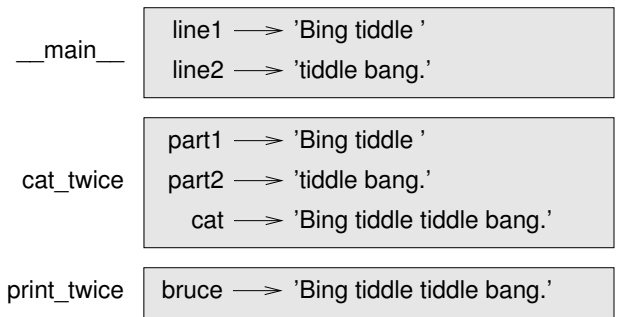 __main__
line1 ’Bing tiddle ’
line2 ’tiddle bang.’
cat_twice
part1 ’Bing tiddle ’
part2 ’tiddle bang.’
cat ’Bing tiddle tiddle bang.’
print_twice
bruce ’Bing tiddle tiddle bang.’